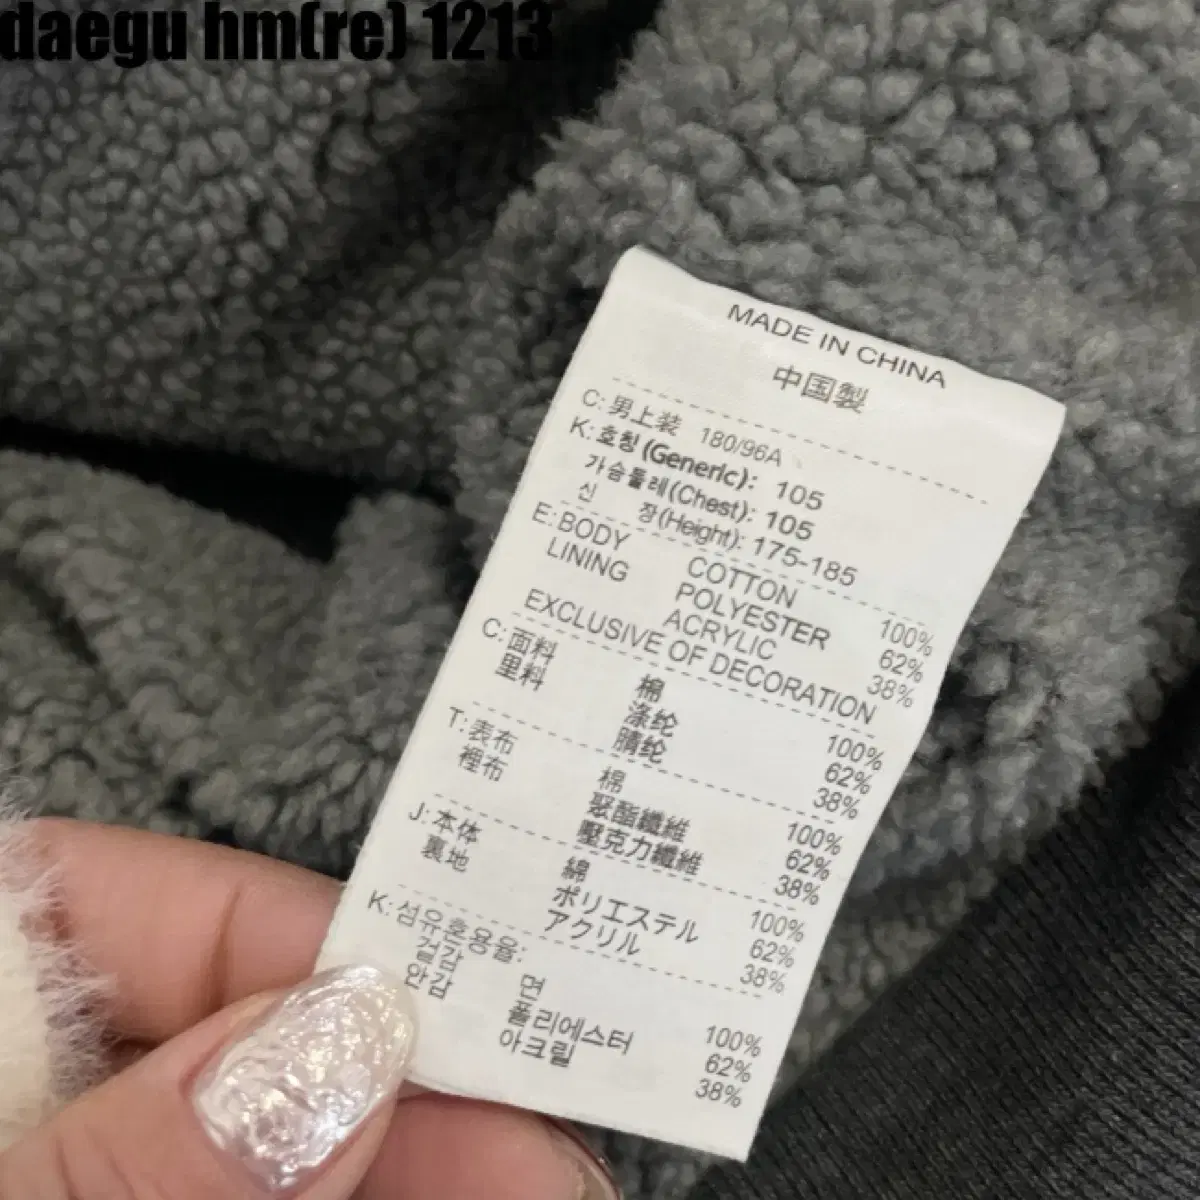 daegu hm(re) 1213
MADE IN CHINA
中国製
C: 男上装 180/96A
K: 호칭(Generic): 105
가슴둘레(Chest): 105
신 장(Height): 175-185
E: BODY COTTON 100%
LINING POLYESTER 62%
ACRYLIC 38%
EXCLUSIVE OF DECORATION
C: 面料 棉 100%
里料 涤纶 62%
腈纶 38%
T: 表布 棉 100%
裡布 聚酯纖維 62%
壓克力纖維 38%
J: 本体 綿 100%
裏地 ポリエステル 62%
アクリル 38%
K: 섬유혼용율:
겉감 면 100%
안감 폴리에스터 62%
아크릴 38%